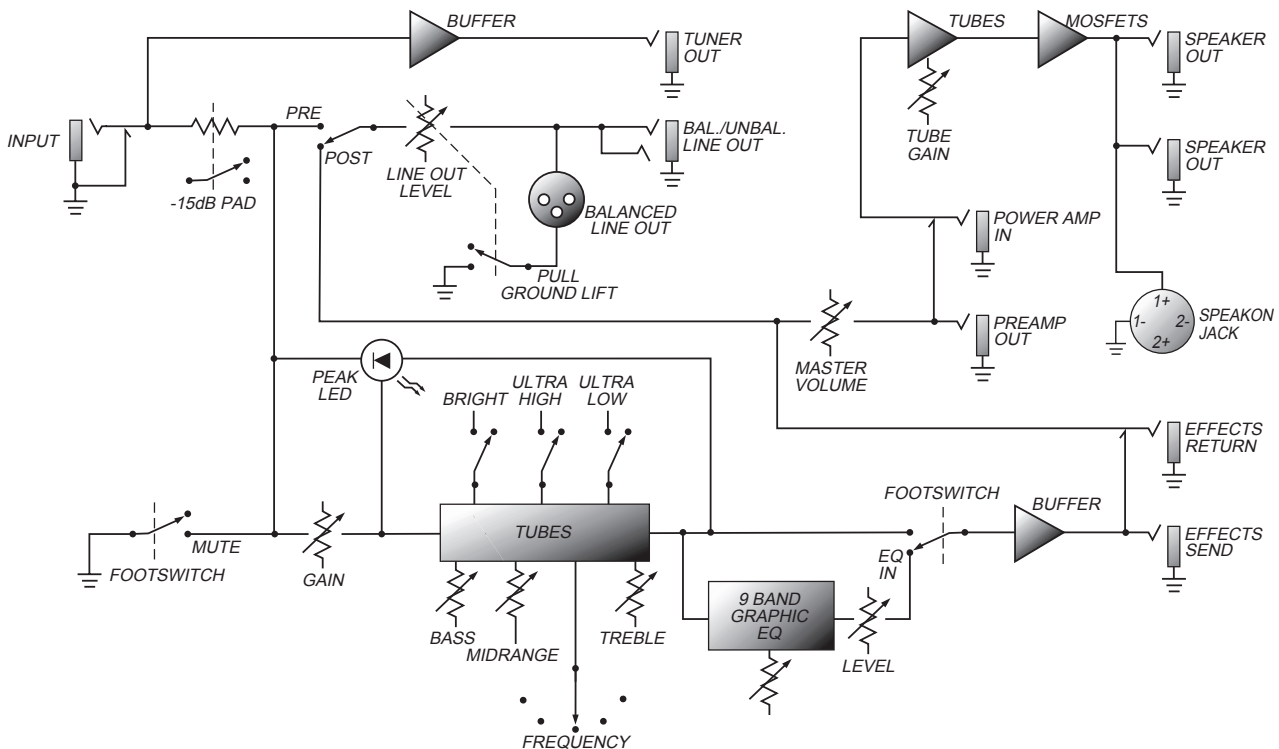 BUFFER
TUNER
OUT
TUBES
MOSFETS
SPEAKER
OUT
INPUT
-15dB PAD
PRE
POST
LINE OUT
LEVEL
BAL./UNBAL.
LINE OUT
BALANCED
LINE OUT
PULL
GROUND LIFT
TUBE
GAIN
SPEAKER
OUT
POWER AMP
IN
PREAMP
OUT
1+
1-
2-
2+
SPEAKON
JACK
MASTER
VOLUME
PEAK
LED
BRIGHT
ULTRA
HIGH
ULTRA
LOW
EFFECTS
RETURN
FOOTSWITCH
MUTE
GAIN
TUBES
BASS
MIDRANGE
TREBLE
FREQUENCY
9 BAND
GRAPHIC
EQ
LEVEL
EQ
IN
FOOTSWITCH
BUFFER
EFFECTS
SEND